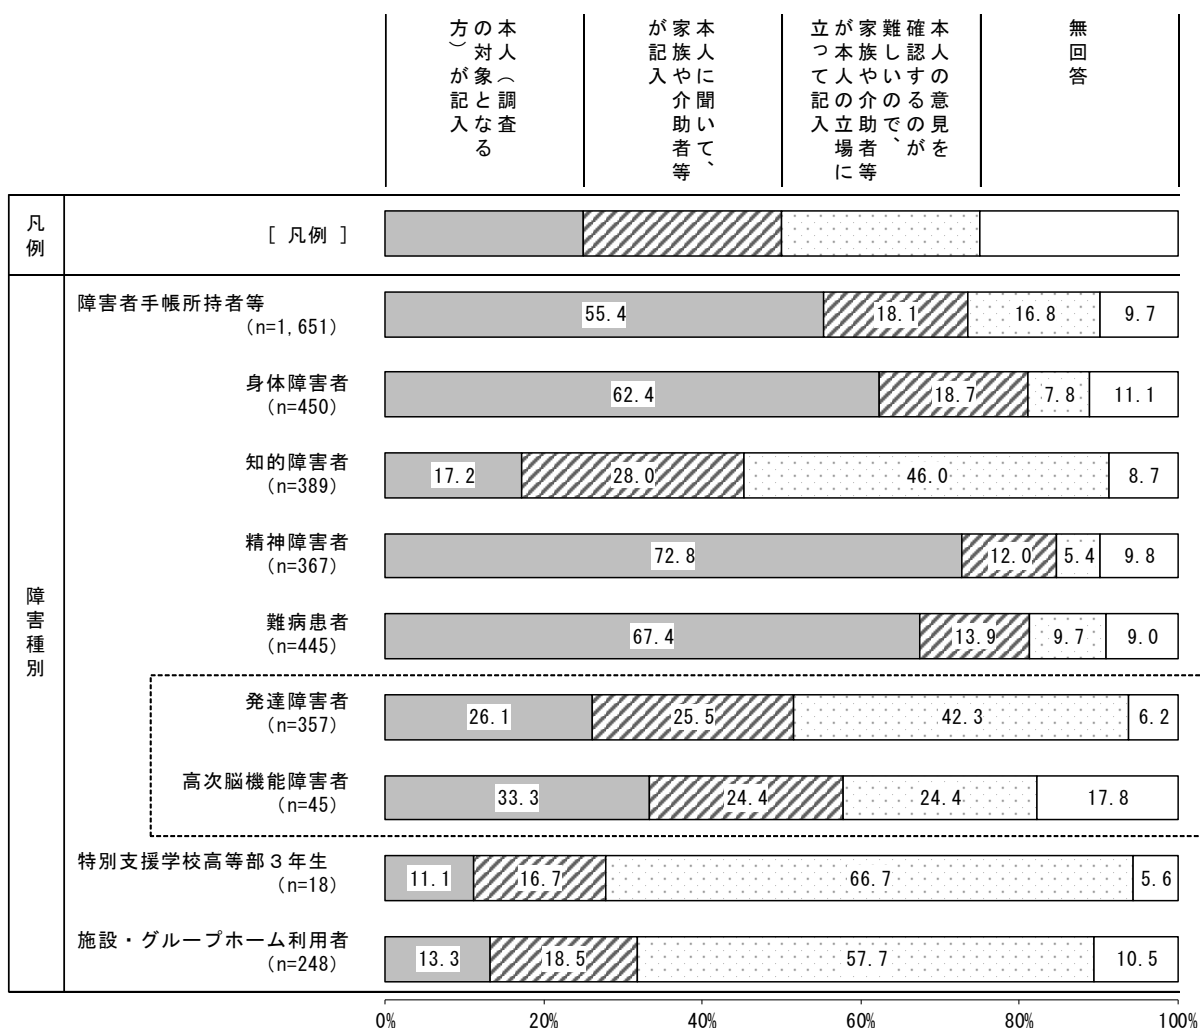 本人（調査
の対象となる
方）が記入
本人に聞いて、
家族や介助者等
が記入
本人の意見を
確認するのが
難しいので、
家族や介助者等
が本人の立場に
立って記入
無回答
凡例
［ 凡例 ］
障害種別
障害者手帳所持者等
（n=1,651）
55.4 18.1 16.8 9.7
身体障害者
（n=450）
62.4 18.7 7.8 11.1
知的障害者
（n=389）
17.2 28.0 46.0 8.7
精神障害者
（n=367）
72.8 12.0 5.4 9.8
難病患者
（n=445）
67.4 13.9 9.7 9.0
発達障害者
（n=357）
26.1 25.5 42.3 6.2
高次脳機能障害者
（n=45）
33.3 24.4 24.4 17.8
特別支援学校高等部３年生
（n=18）
11.1 16.7 66.7 5.6
施設・グループホーム利用者
（n=248）
13.3 18.5 57.7 10.5
0% 20% 40% 60% 80% 100%